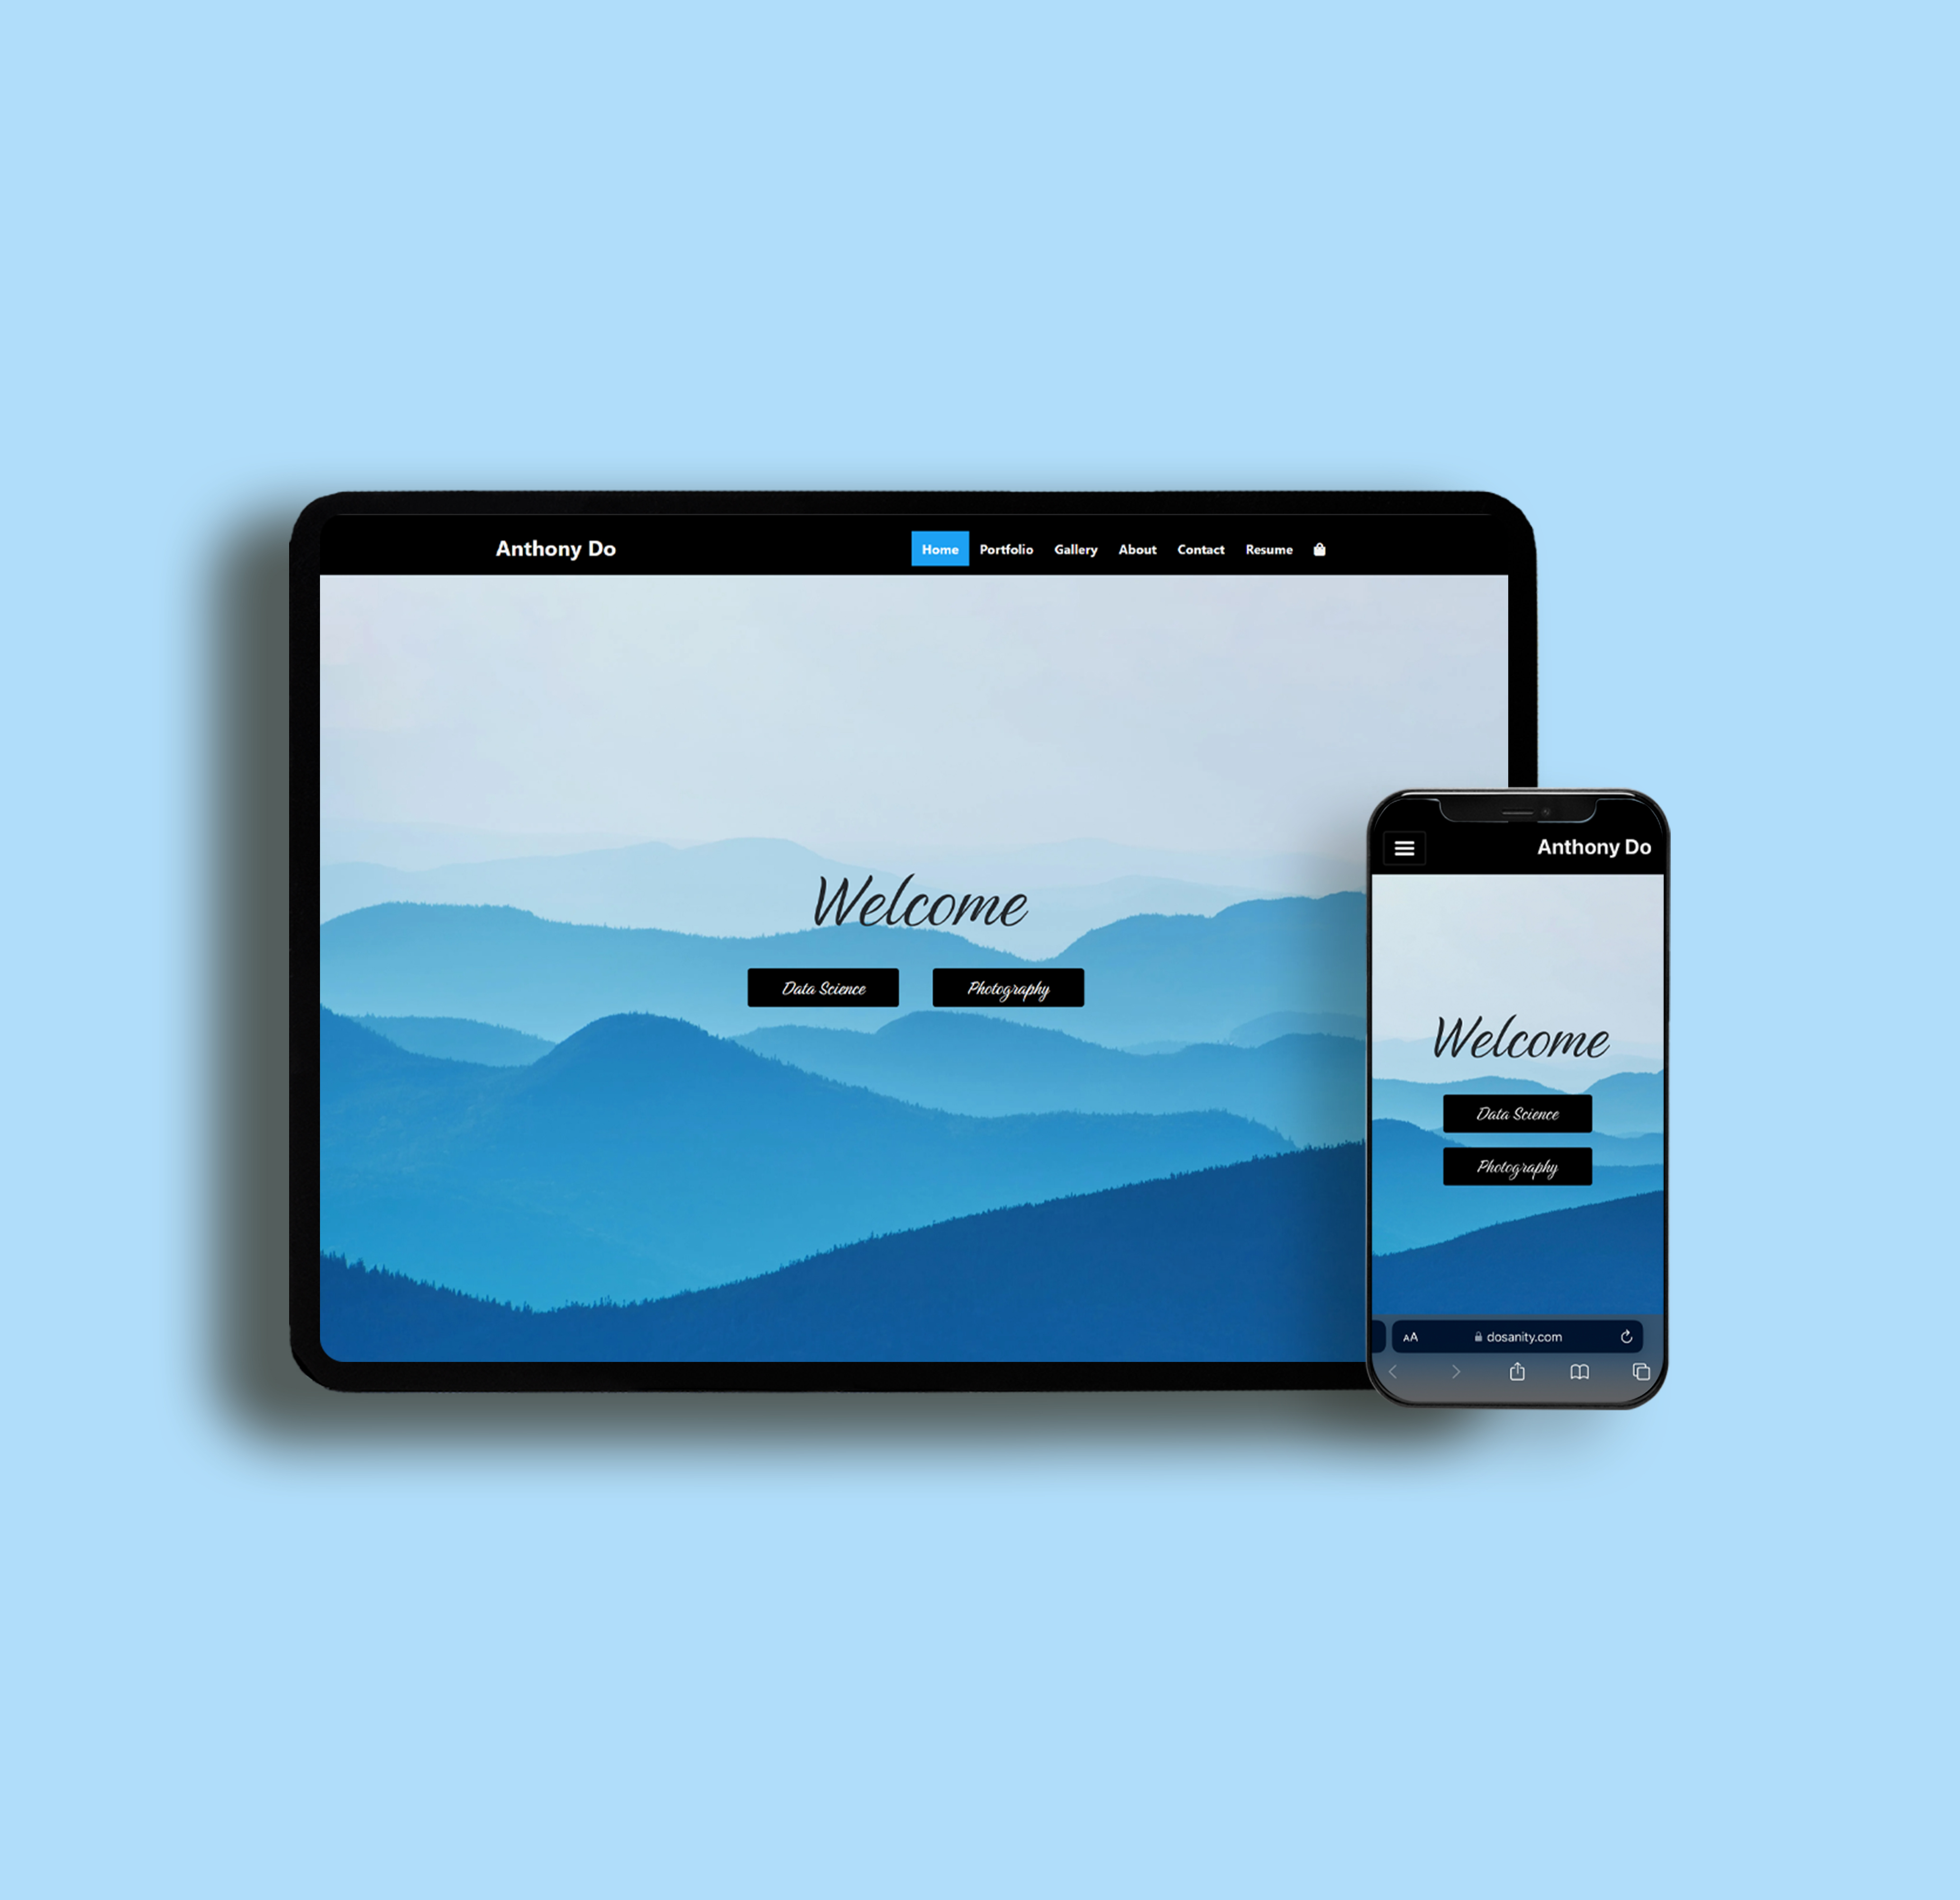 Anthony Do
Home Portfolio Gallery About Contact Resume
Welcome
Data Science Photography
Anthony Do
Welcome
Data Science
Photography
AA dosanity.com